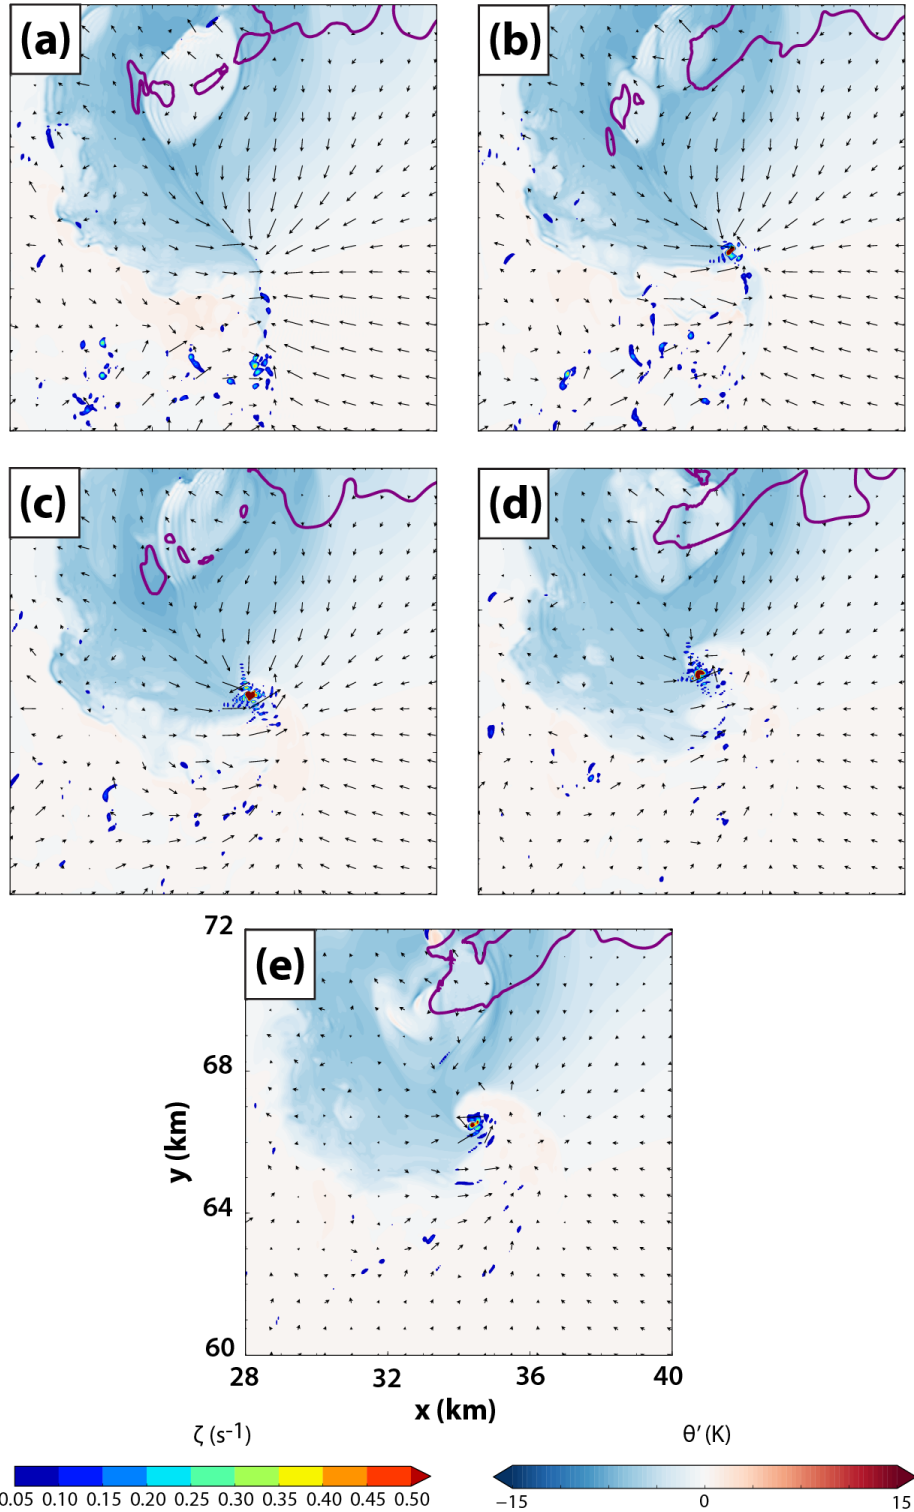 (a)
(b)
(c)
(d)
(e)
72
68
64
60
y (km)
28 32 36 40
x (km)
ζ (s-1)
θ′ (K)
0.05 0.10 0.15 0.20 0.25 0.30 0.35 0.40 0.45 0.50
−15 0 15